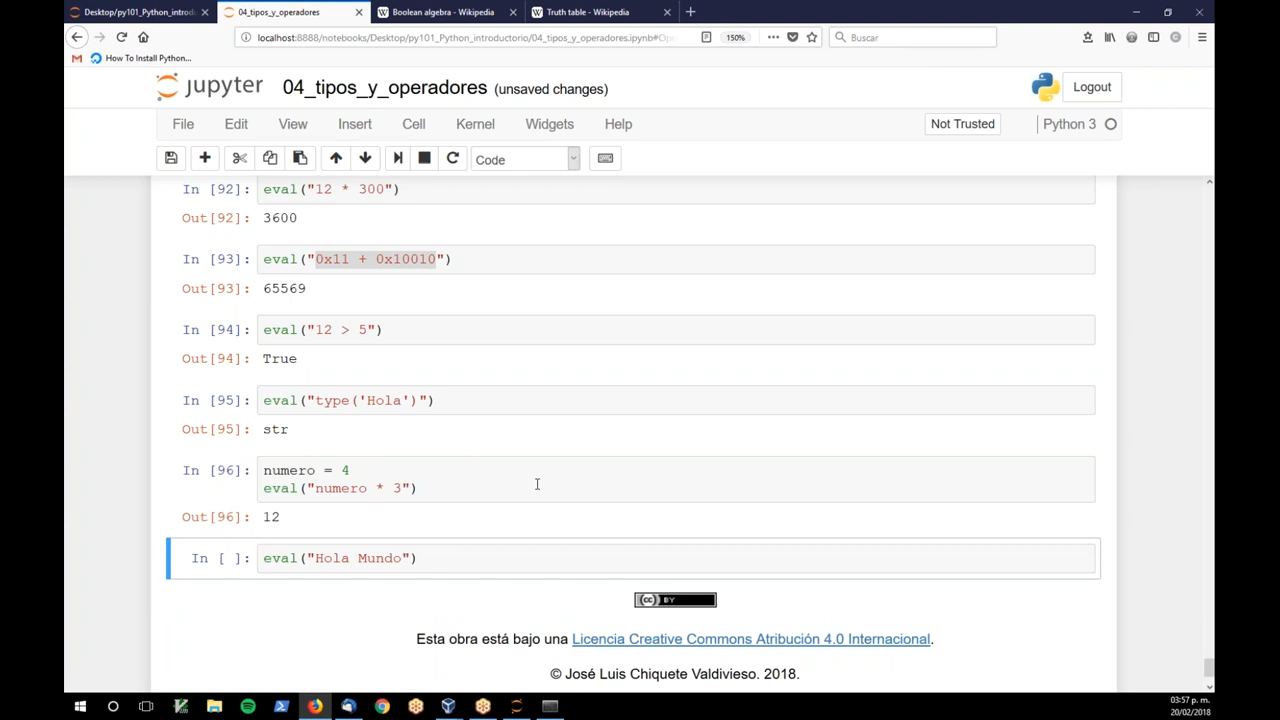 Desktop/py101_Python_introduc
04_tipos_y_operadores
Boolean algebra - Wikipedia
Truth table - Wikipedia
localhost:8888/notebooks/Desktop/py101_Python_introductorio/04_tipos_y_operadores.ipynb#Op
150%
Buscar
How To Install Python...
jupyter 04_tipos_y_operadores (unsaved changes)
Logout
File Edit View Insert Cell Kernel Widgets Help
Not Trusted
Python 3
Code
In [92]: eval("12 * 300")
Out[92]: 3600
In [93]: eval("0x11 + 0x10010")
Out[93]: 65569
In [94]: eval("12 > 5")
Out[94]: True
In [95]: eval("type('Hola')")
Out[95]: str
In [96]: numero = 4
eval("numero * 3")
Out[96]: 12
In [ ]: eval("Hola Mundo")
cc BY
Esta obra está bajo una Licencia Creative Commons Atribución 4.0 Internacional.
© José Luis Chiquete Valdivieso. 2018.
03:57 p. m.
20/02/2018